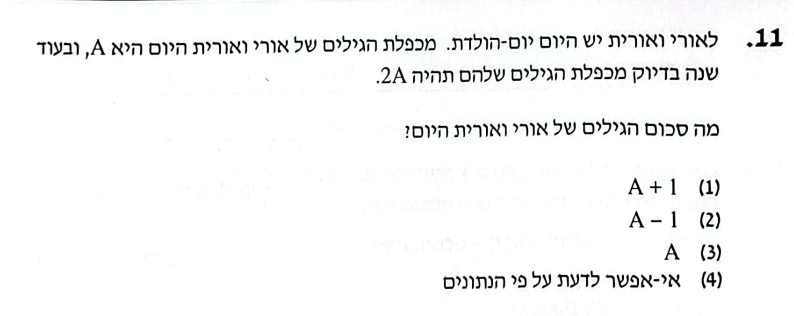 11. לאורי ואורית יש היום יום-הולדת. מכפלת הגילים של אורי ואורית היום היא A, ובעוד
שנה בדיוק מכפלת הגילים שלהם תהיה 2A.
מה סכום הגילים של אורי ואורית היום?
(1) A + 1
(2) A − 1
(3) A
(4) אי-אפשר לדעת על פי הנתונים